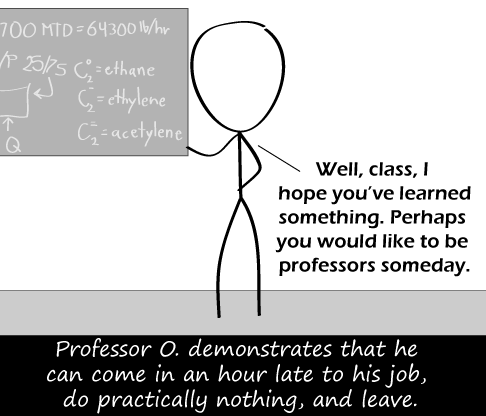 700 MTD = 64300 lb/hr
/P 25/75 C₂° = ethane
C₂⁻ = ethylene
C₂⁼ = acetylene
Q
Well, class, I
hope you've learned
something. Perhaps
you would like to be
professors someday.
Professor O. demonstrates that he
can come in an hour late to his job,
do practically nothing, and leave.